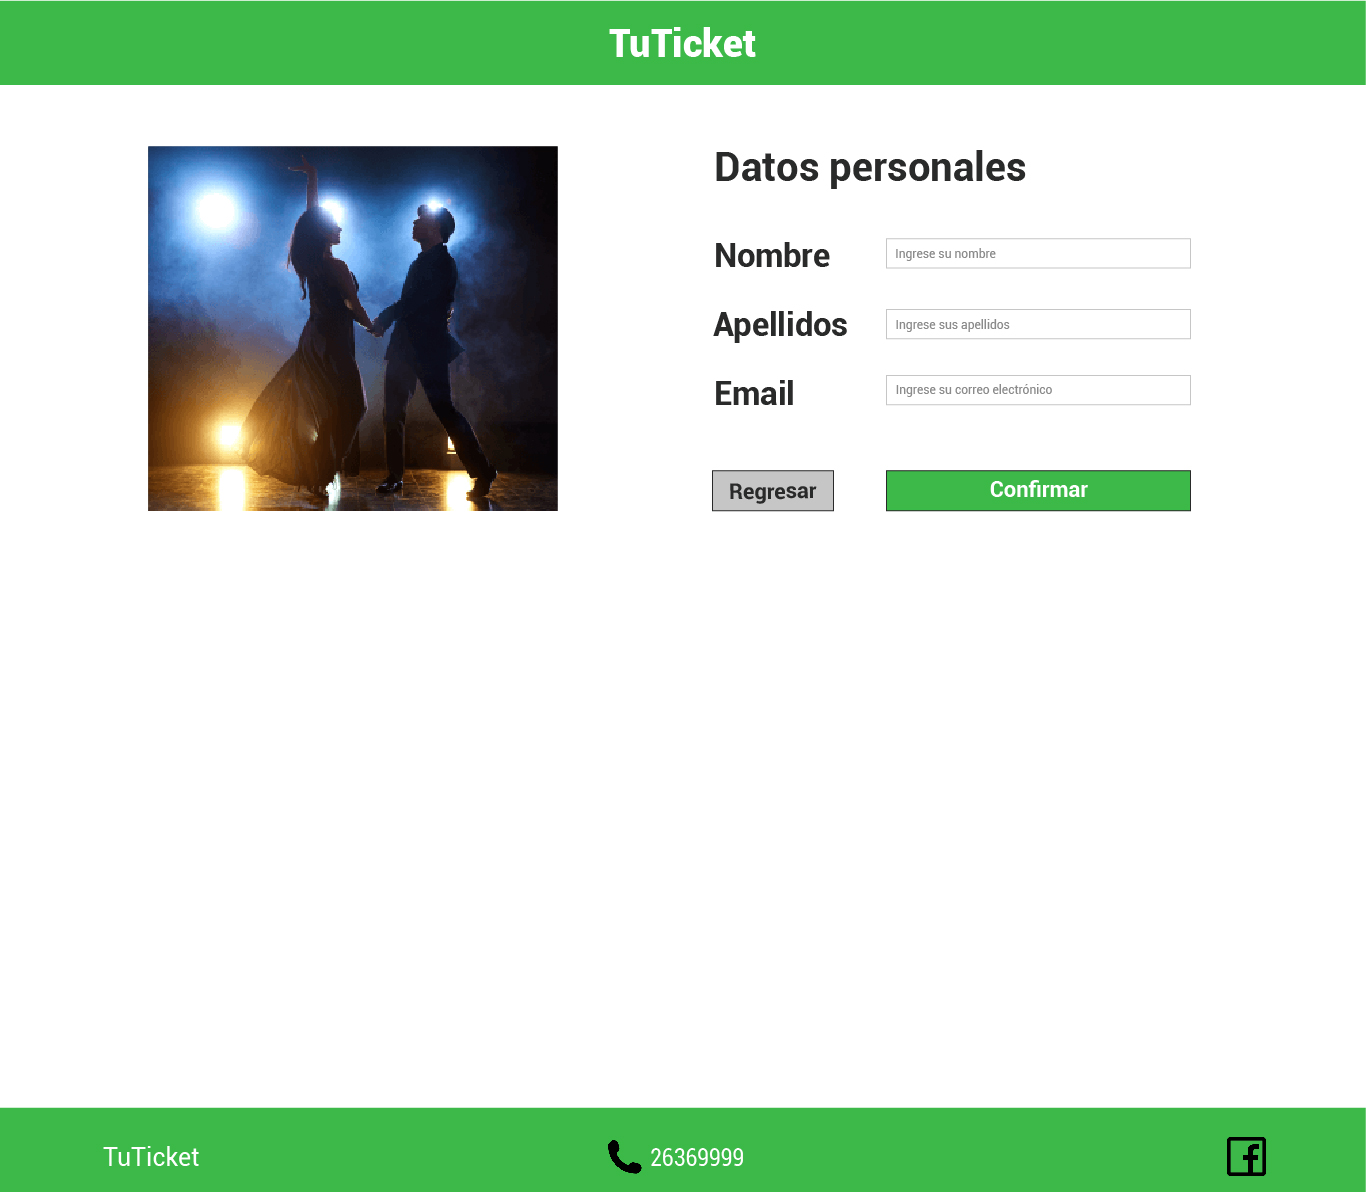 TuTicket
Datos personales
Nombre
Ingrese su nombre
Apellidos
Ingrese sus apellidos
Email
Ingrese su correo electrónico
Regresar
Confirmar
TuTicket
26369999